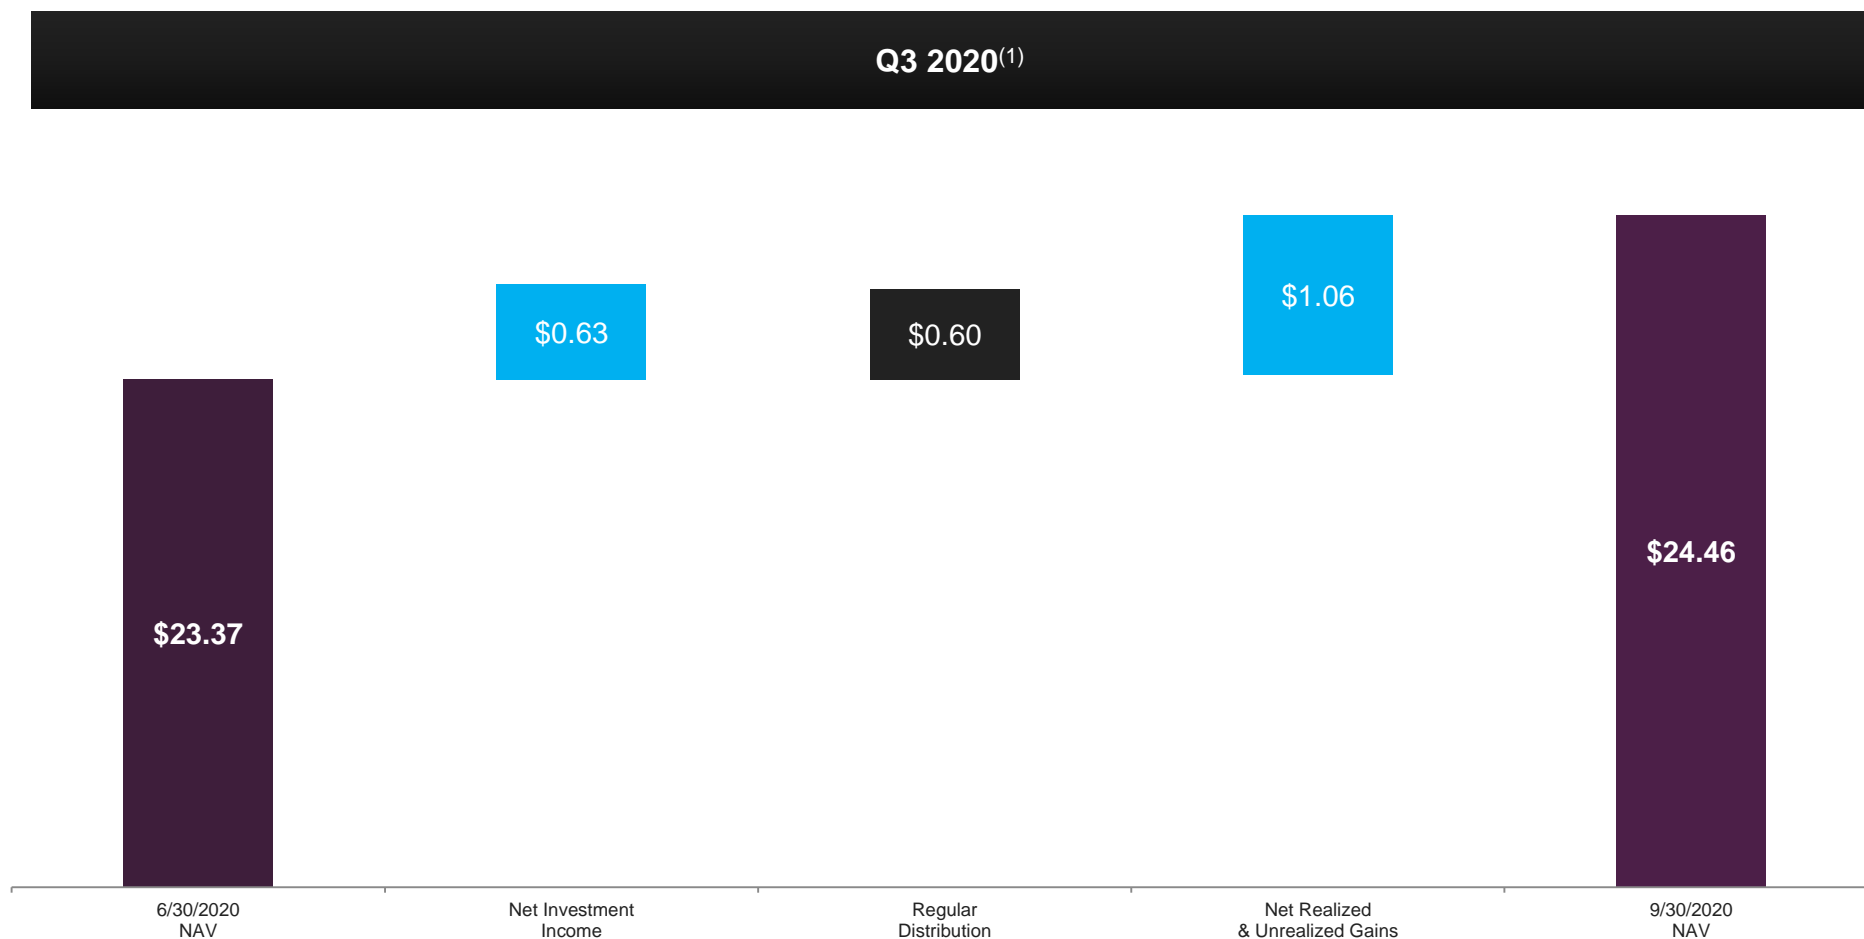 Q3 2020(1)
$0.63
$0.60
$1.06
$23.37
$24.46
6/30/2020
NAV
Net Investment
Income
Regular
Distribution
Net Realized
& Unrealized Gains
9/30/2020
NAV